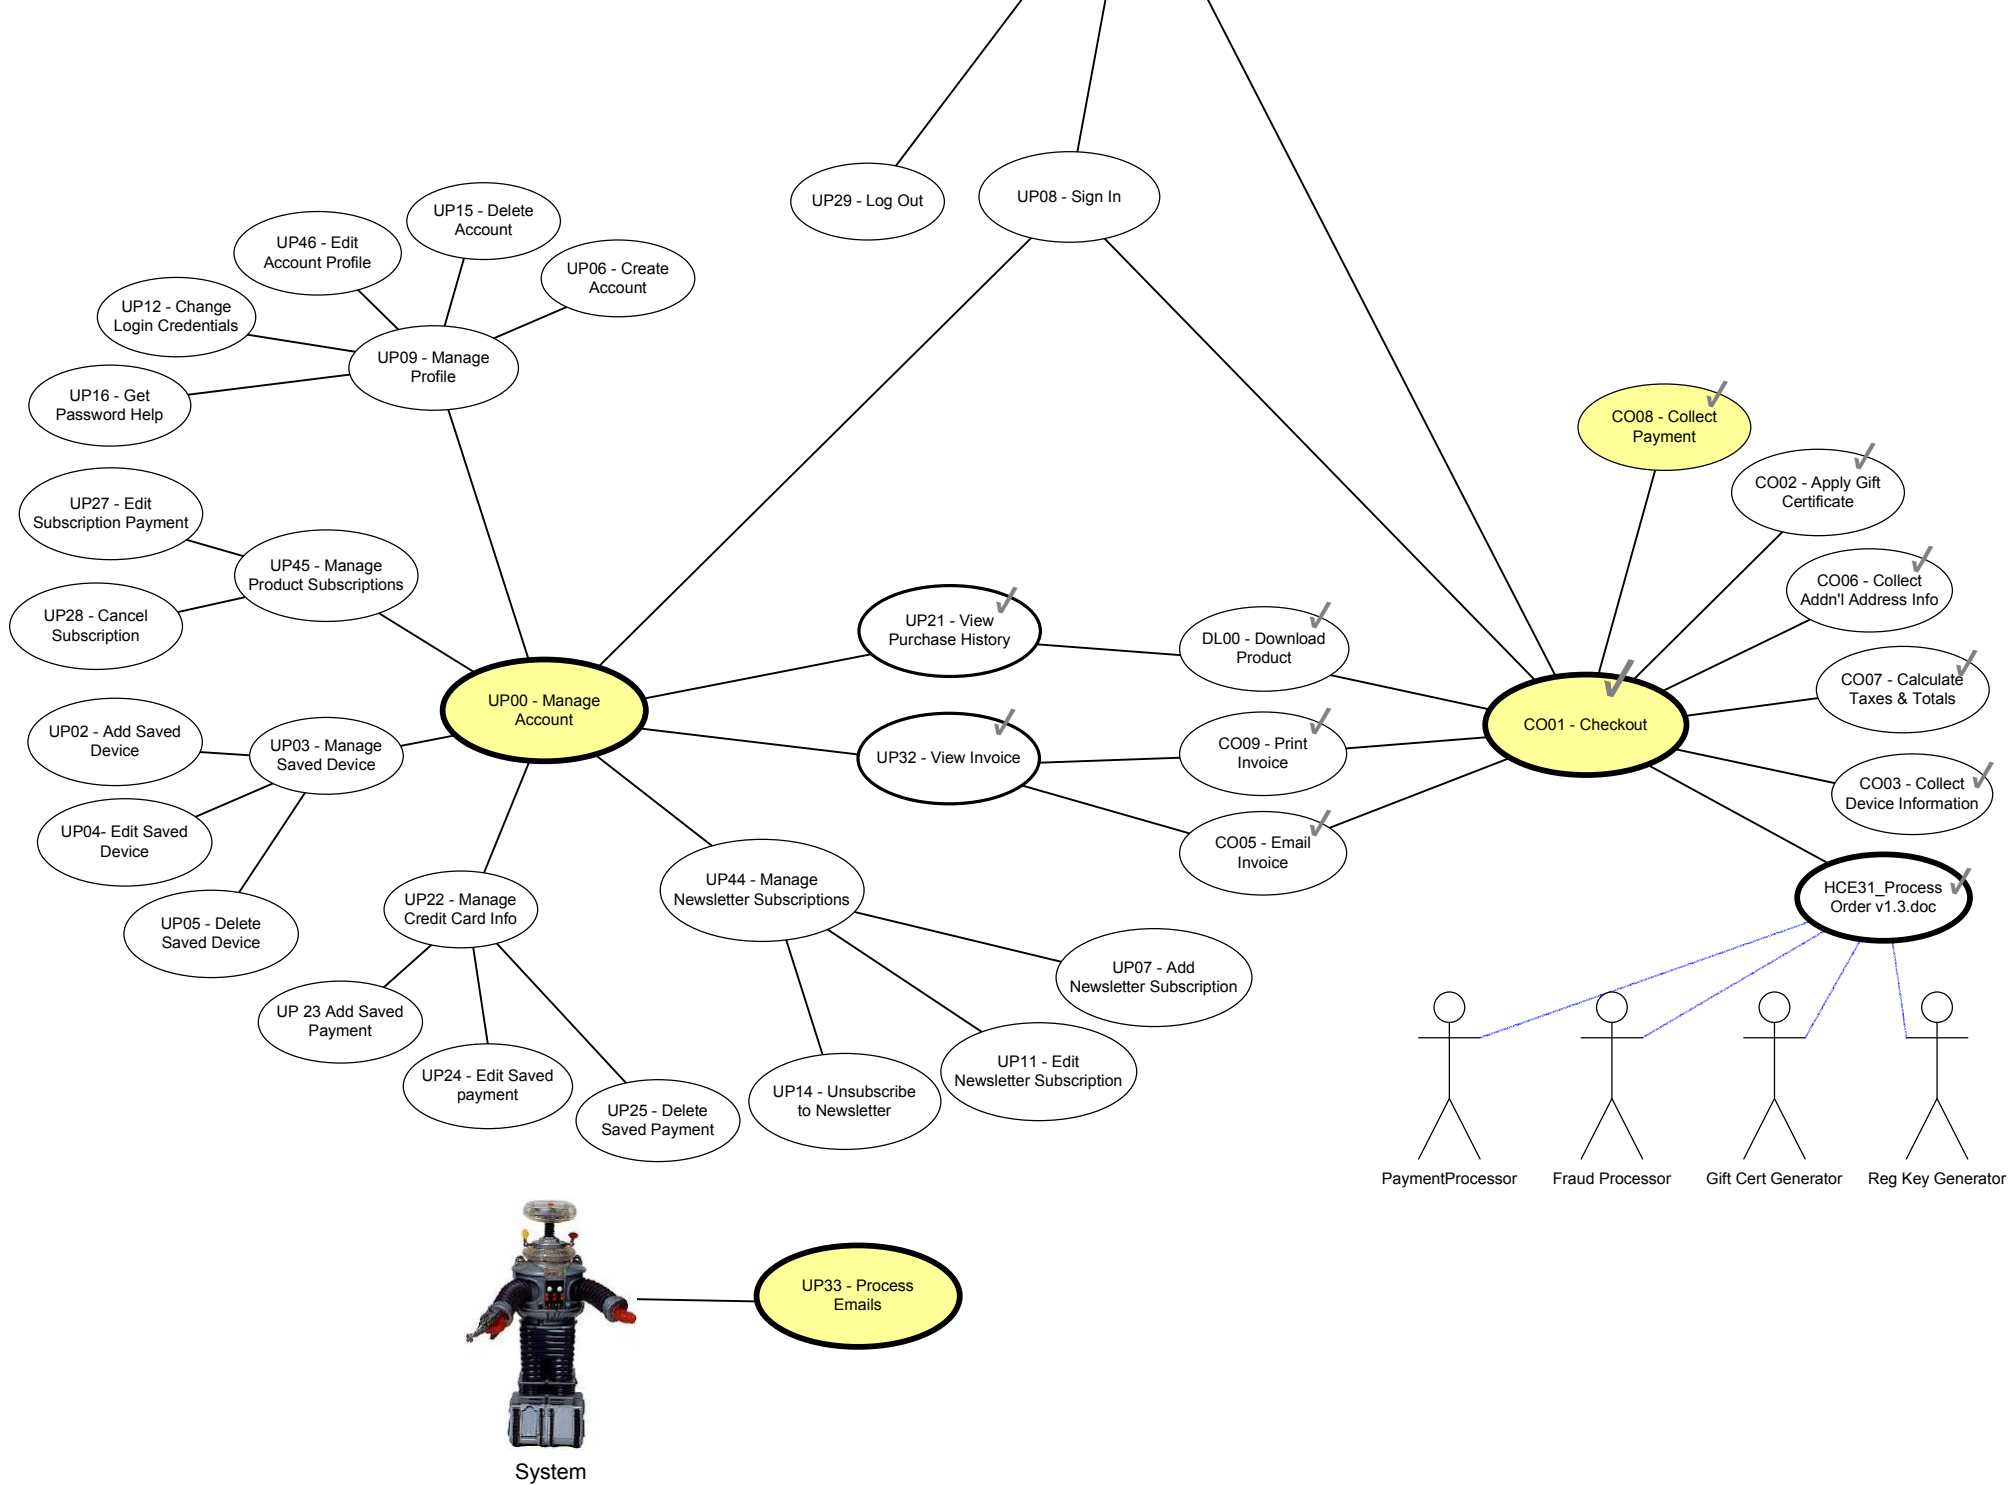 UP29 - Log Out
UP08 - Sign In
UP15 - Delete
Account
UP46 - Edit
Account Profile
UP06 - Create
Account
UP12 - Change
Login Credentials
UP09 - Manage
Profile
UP16 - Get
Password Help
CO08 - Collect
Payment
CO02 - Apply Gift
Certificate
UP27 - Edit
Subscription Payment
UP45 - Manage
Product Subscriptions
CO06 - Collect
Addn'l Address Info
UP28 - Cancel
Subscription
UP21 - View
Purchase History
DL00 - Download
Product
CO07 - Calculate
Taxes & Totals
UP00 - Manage
Account
CO01 - Checkout
UP02 - Add Saved
Device
UP03 - Manage
Saved Device
UP32 - View Invoice
CO09 - Print
Invoice
CO03 - Collect
Device Information
UP04- Edit Saved
Device
CO05 - Email
Invoice
UP22 - Manage
Credit Card Info
UP44 - Manage
Newsletter Subscriptions
HCE31_Process
Order v1.3.doc
UP05 - Delete
Saved Device
UP07 - Add
Newsletter Subscription
UP 23 Add Saved
Payment
UP11 - Edit
Newsletter Subscription
UP24 - Edit Saved
payment
UP14 - Unsubscribe
to Newsletter
UP25 - Delete
Saved Payment
PaymentProcessor
Fraud Processor
Gift Cert Generator
Reg Key Generator
UP33 - Process
Emails
System